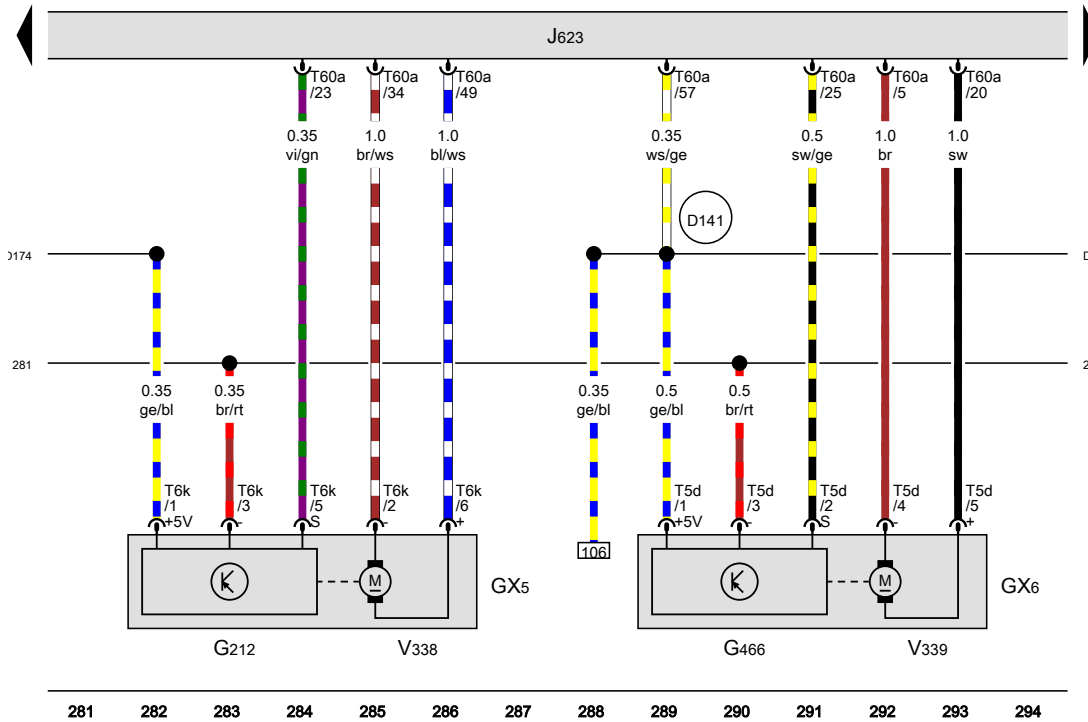 J623
T60a T60a T60a T60a T60a T60a T60a
/23 /34 /49 /57 /25 /5 /20
0.35 1.0 1.0 0.35 0.5 1.0 1.0
vi/gn br/ws bl/ws ws/ge sw/ge br sw
D141
281
0.35 0.35 0.35 0.5 0.5
ge/bl br/rt ge/bl ge/bl br/rt
T6k T6k T6k T6k T6k T5d T5d T5d T5d T5d
/1 /3 /5 /2 /6 /1 /3 /2 /4 /5
+5V - S - + +5V - S - +
106
M M
GX5 GX6
G212 V338 G466 V339
281 282 283 284 285 286 287 288 289 290 291 292 293 294